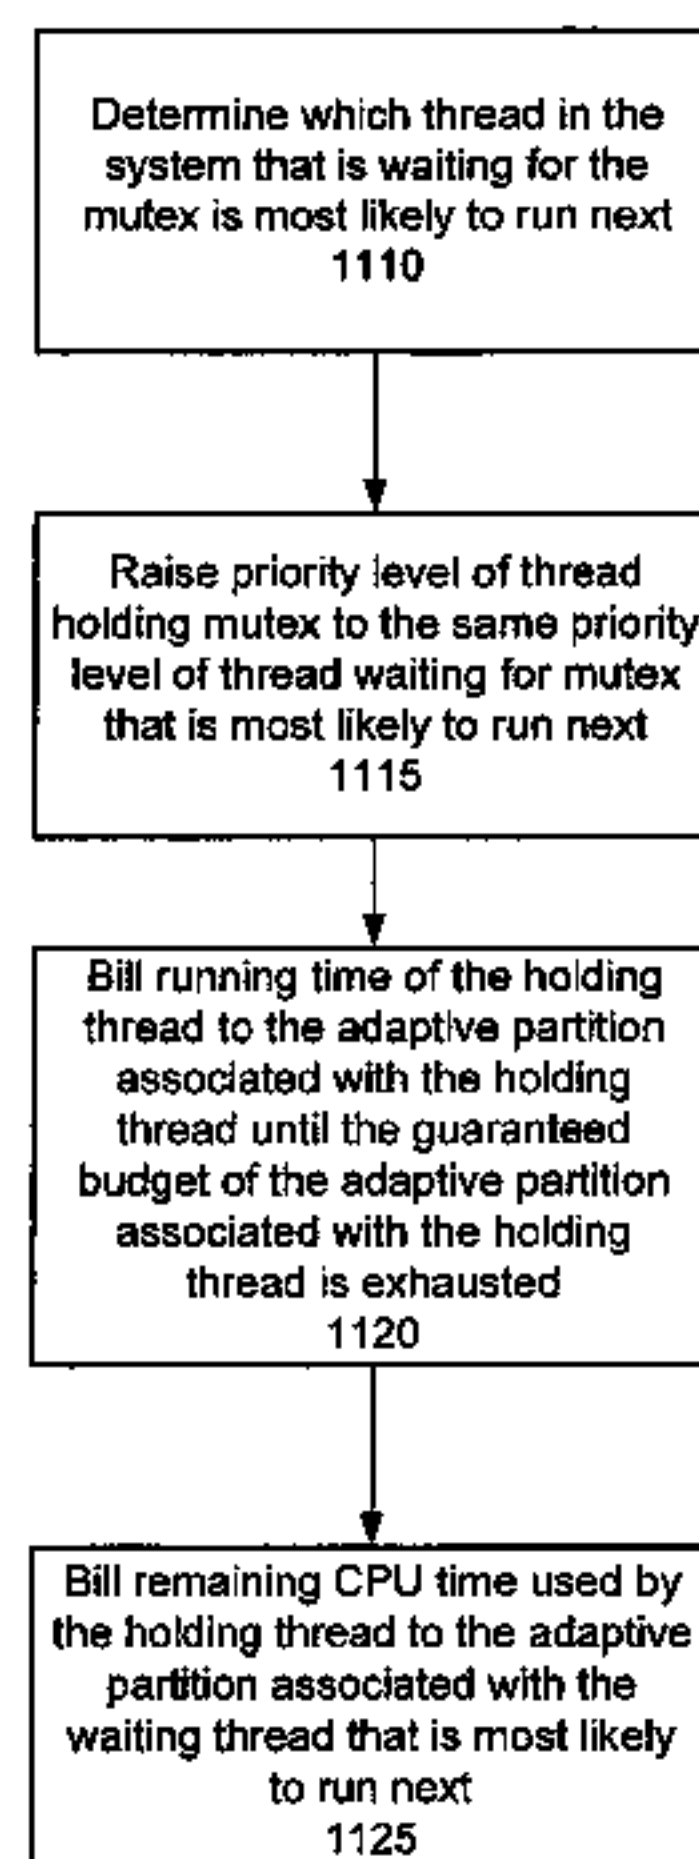 Determine which thread in the
system that is waiting for the
mutex is most likely to run next
1110
Raise priority level of thread
holding mutex to the same priority
level of thread waiting for mutex
that is most likely to run next
1115
Bill running time of the holding
thread to the adaptive partition
associated with the holding
thread until the guaranteed
budget of the adaptive partition
associated with the holding
thread is exhausted
1120
Bill remaining CPU time used by
the holding thread to the adaptive
partition associated with the
waiting thread that is most likely
to run next
1125